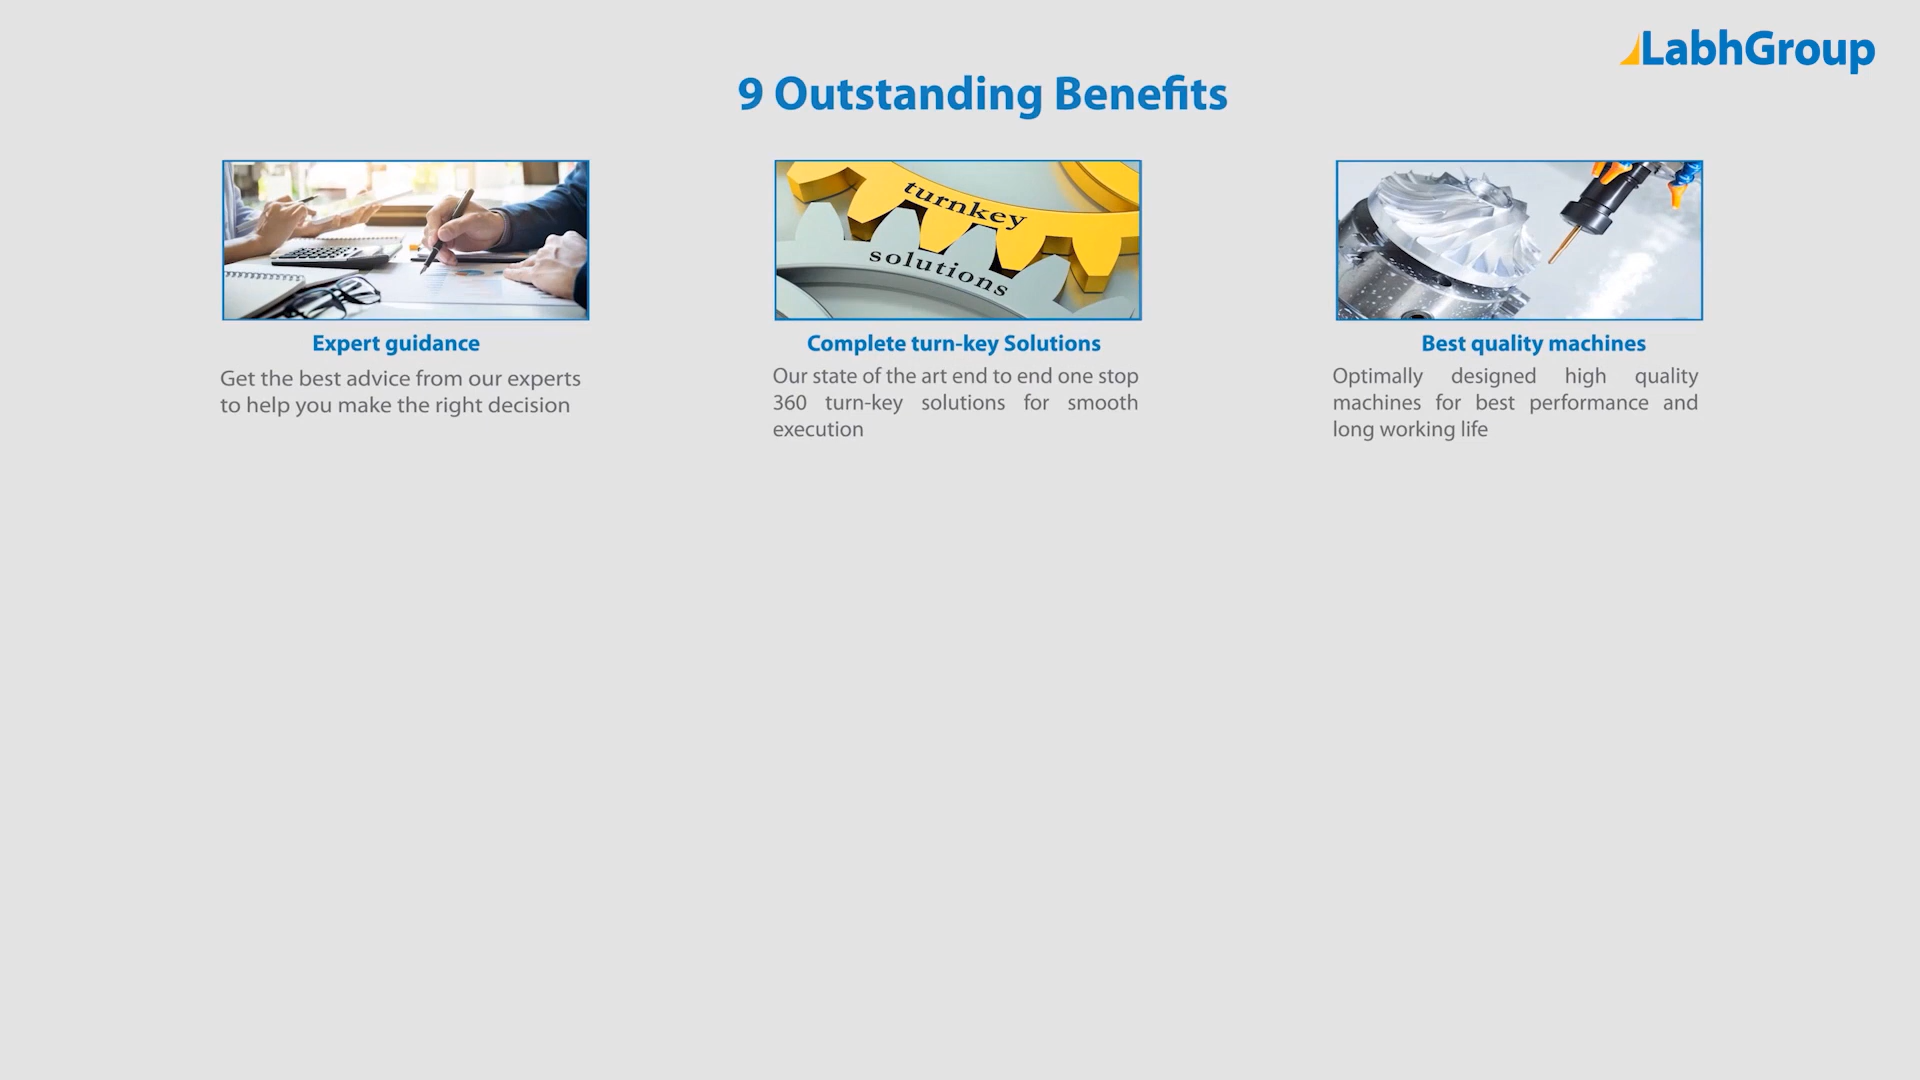 LabhGroup
9 Outstanding Benefits
turnkey
solutions
Expert guidance
Get the best advice from our experts
to help you make the right decision
Complete turn-key Solutions
Our state of the art end to end one stop
360 turn-key solutions for smooth
execution
Best quality machines
Optimally designed high quality
machines for best performance and
long working life